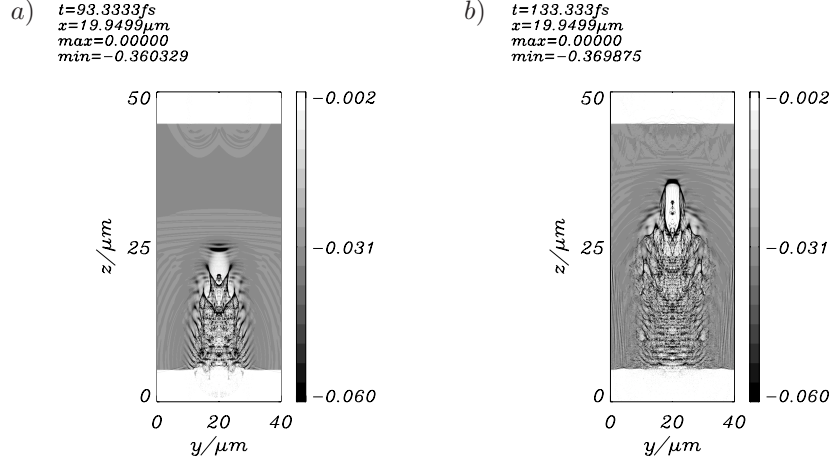 a)
t=93.3333fs
x=19.9499μm
max=0.00000
min=−0.360329
50
25
0
z/μm
0 20 40
y/μm
−0.002
−0.031
−0.060
b)
t=133.333fs
x=19.9499μm
max=0.00000
min=−0.369875
50
25
0
z/μm
0 20 40
y/μm
−0.002
−0.031
−0.060